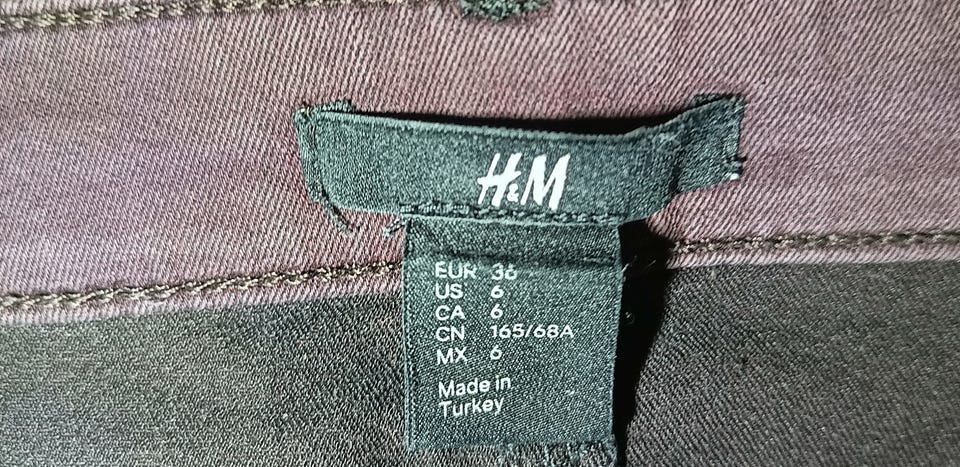 H&M
EUR 36
US 6
CA 6
CN 165/68A
MX 6
Made in
Turkey